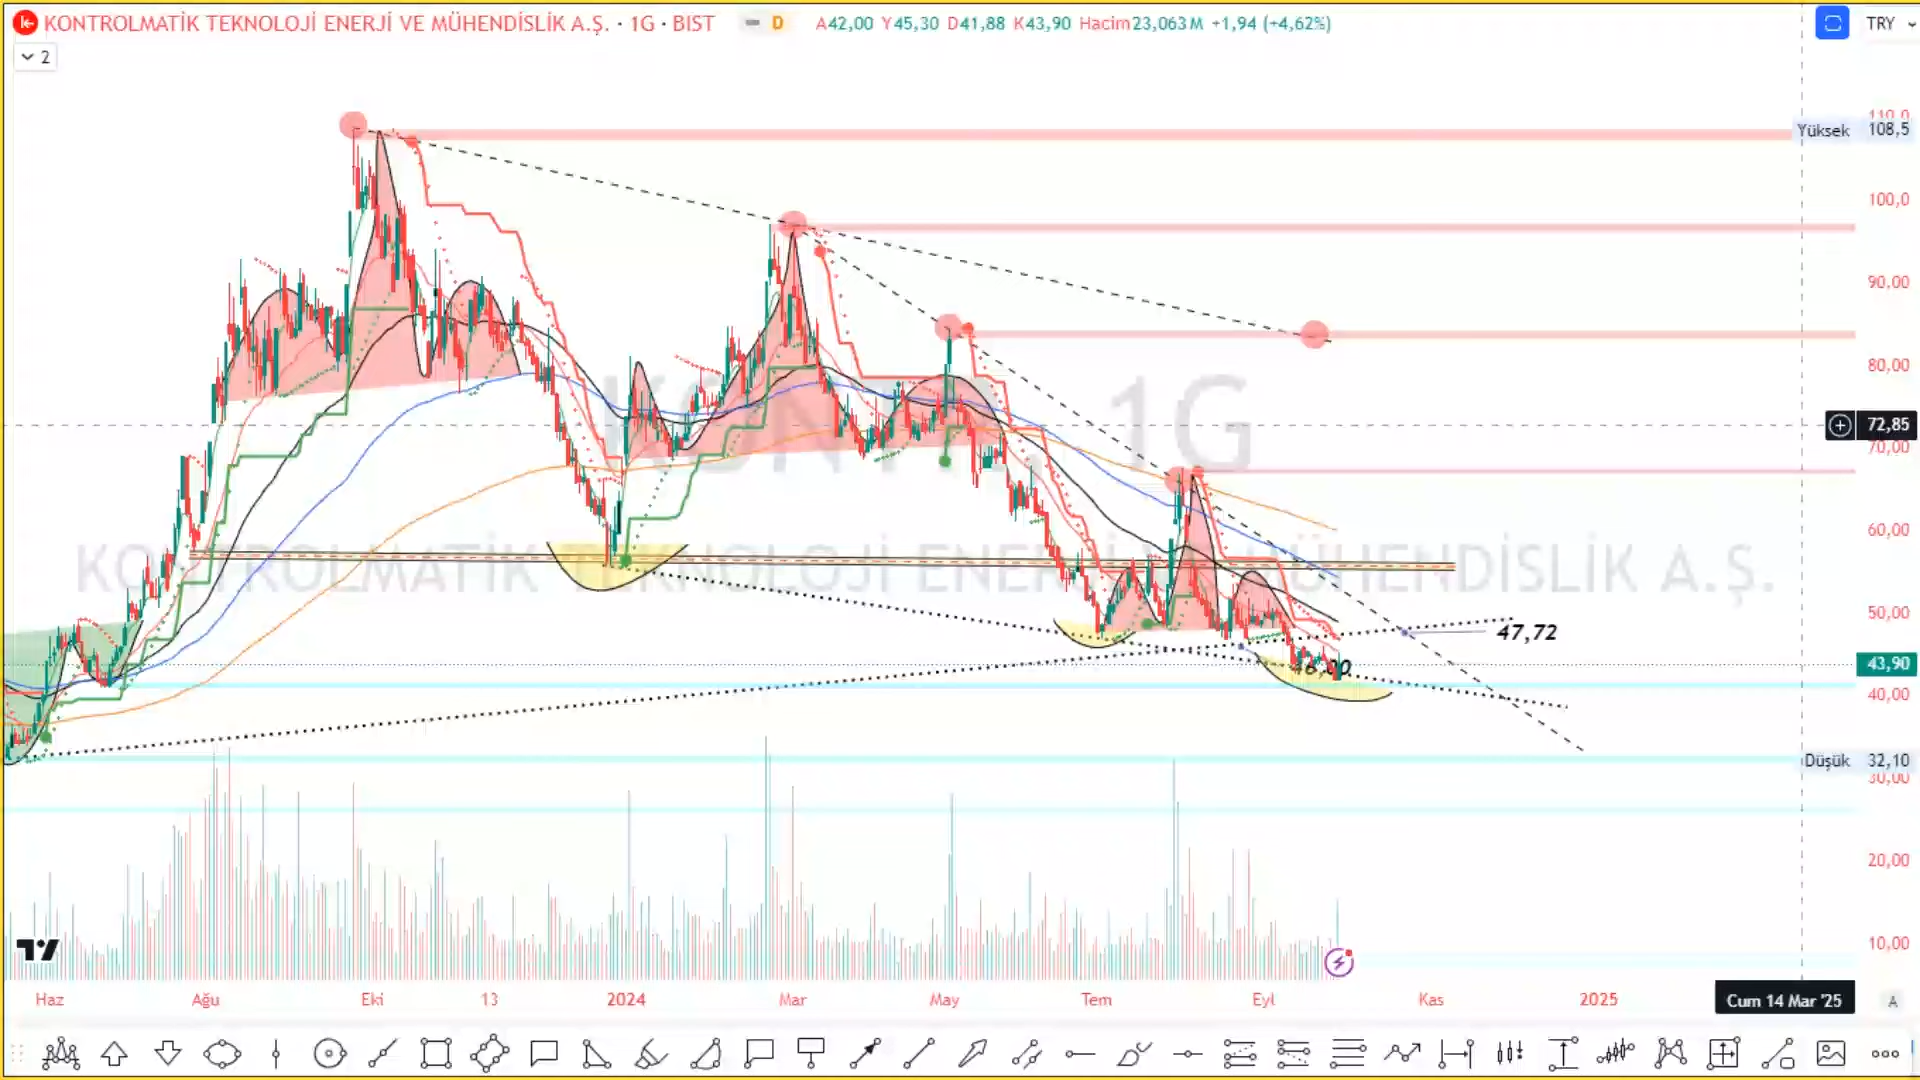 KONTROLMATİK TEKNOLOJİ ENERJİ VE MÜHENDİSLİK A.Ş. · 1G · BIST
D
A42,00 Y45,30 D41,88 K43,90 Hacim23,063 M +1,94 (+4,62%)
TRY
2
Yüksek 108,5
100,0
90,00
80,00
72,85
70,00
60,00
50,00
47,72
43,90
40,00
Düşük 32,10
30,00
20,00
10,00
1G
KONTROLMATİK TEKNOLOJİ ENERJİ MÜHENDİSLİK A.Ş.
Haz Ağu Eki 13 2024 Mar May Tem Eyl Kas 2025
Cum 14 Mar '25
A